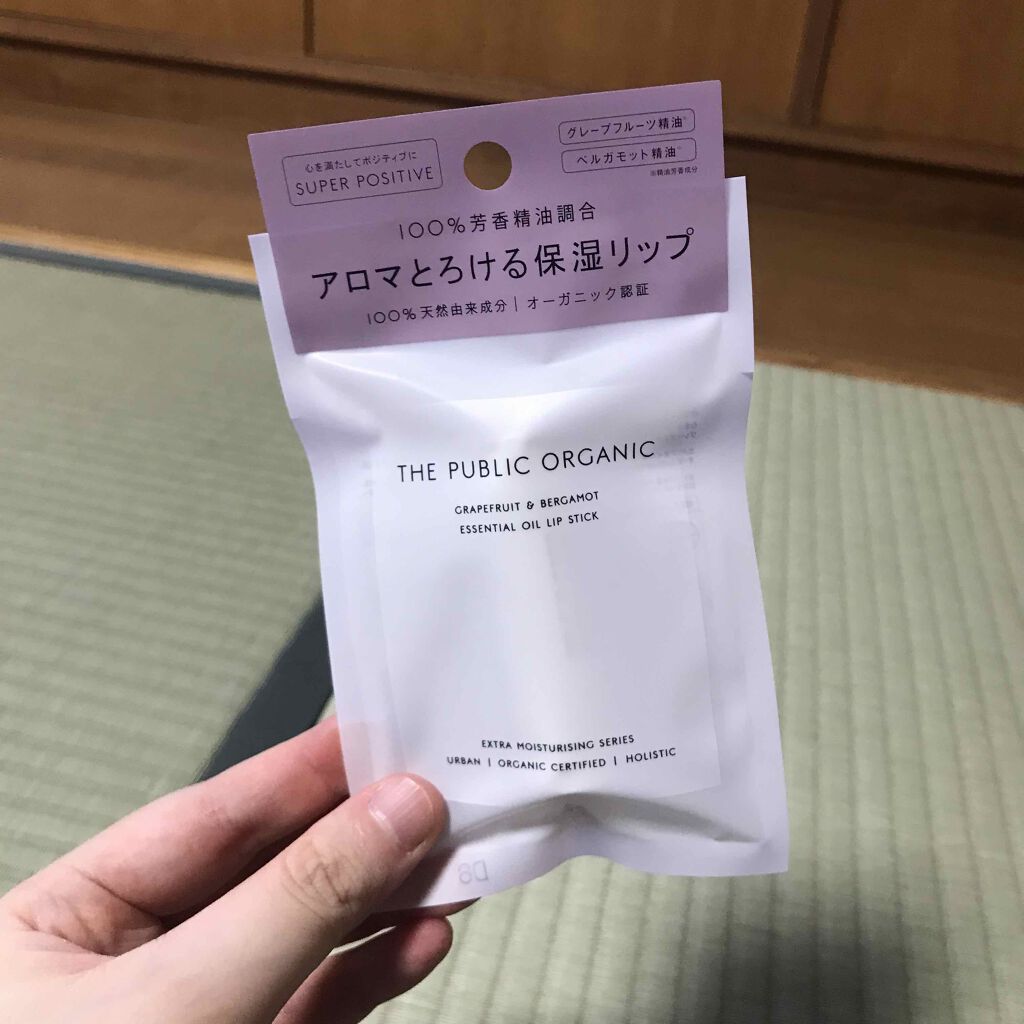 心を満たしてポジティブに
SUPER POSITIVE
グレープフルーツ精油※
ベルガモット精油※
※精油芳香成分
100%芳香精油調合
アロマとろける保湿リップ
100%天然由来成分|オーガニック認証
THE PUBLIC ORGANIC
GRAPEFRUIT & BERGAMOT
ESSENTIAL OIL LIP STICK
EXTRA MOISTURISING SERIES
URBAN | ORGANIC CERTIFIED | HOLISTIC